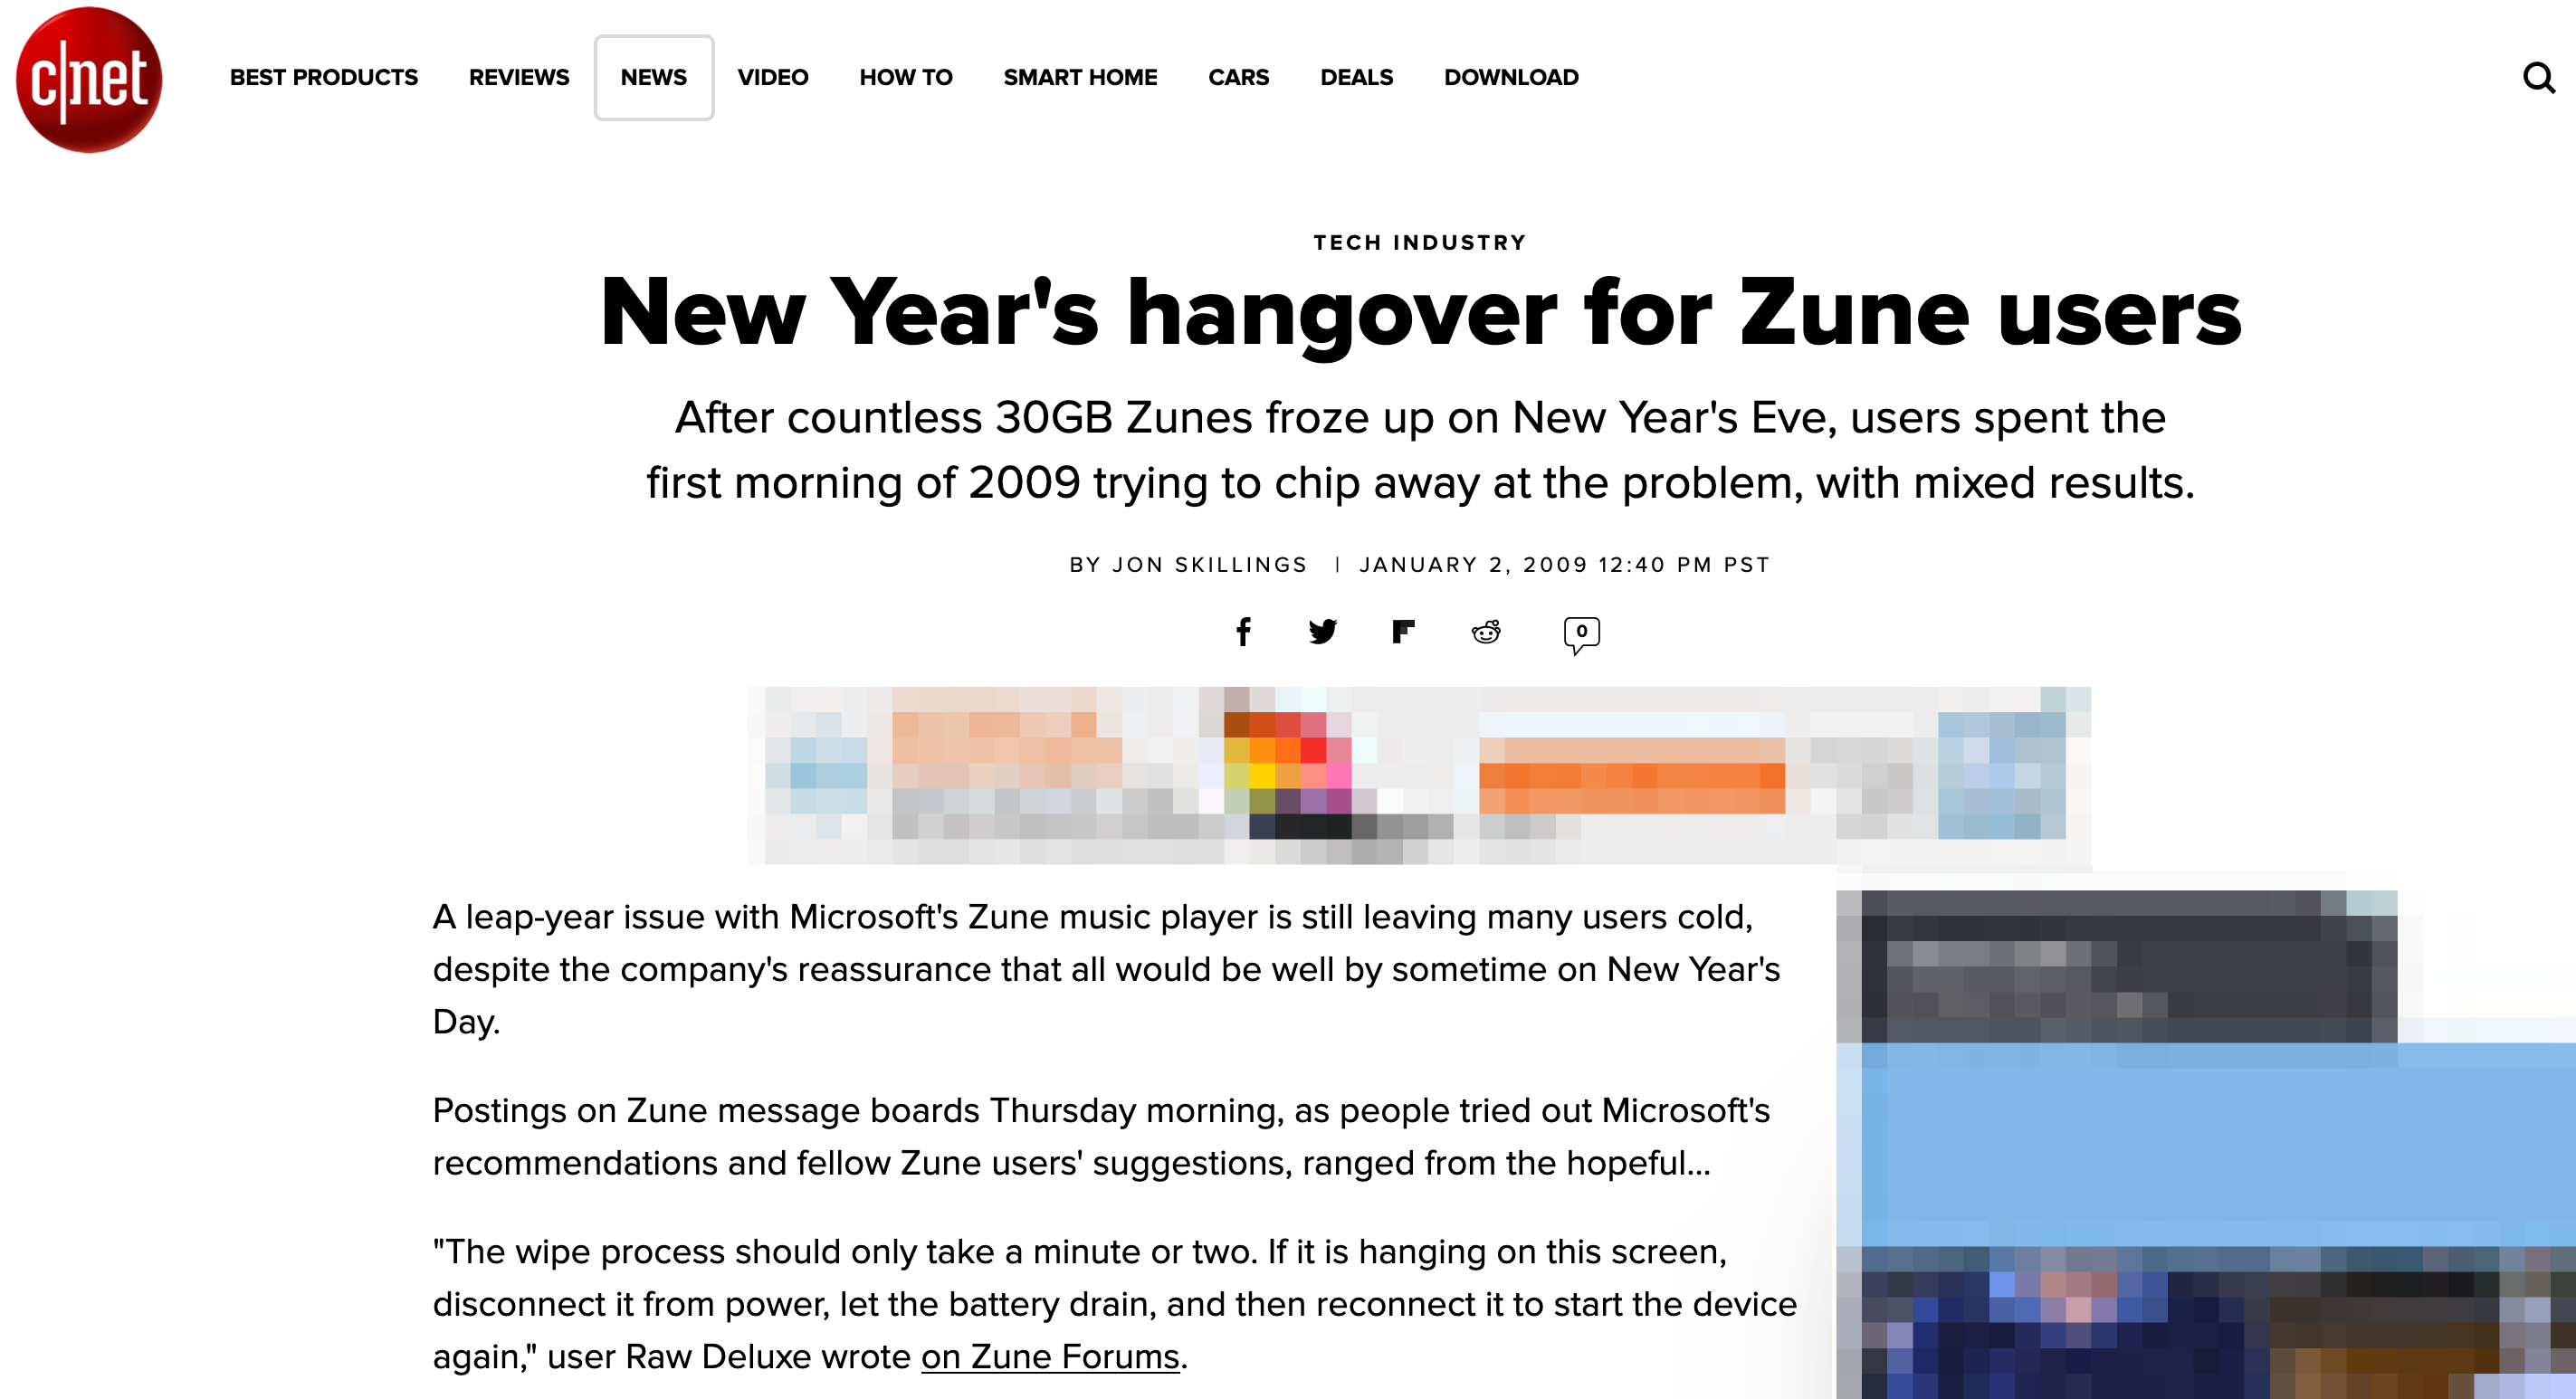 c|net
BEST PRODUCTS REVIEWS NEWS VIDEO HOW TO SMART HOME CARS DEALS DOWNLOAD
TECH INDUSTRY
New Year's hangover for Zune users
After countless 30GB Zunes froze up on New Year's Eve, users spent the
first morning of 2009 trying to chip away at the problem, with mixed results.
BY JON SKILLINGS | JANUARY 2, 2009 12:40 PM PST
0
A leap-year issue with Microsoft's Zune music player is still leaving many users cold,
despite the company's reassurance that all would be well by sometime on New Year's
Day.
Postings on Zune message boards Thursday morning, as people tried out Microsoft's
recommendations and fellow Zune users' suggestions, ranged from the hopeful...
"The wipe process should only take a minute or two. If it is hanging on this screen,
disconnect it from power, let the battery drain, and then reconnect it to start the device
again," user Raw Deluxe wrote on Zune Forums.